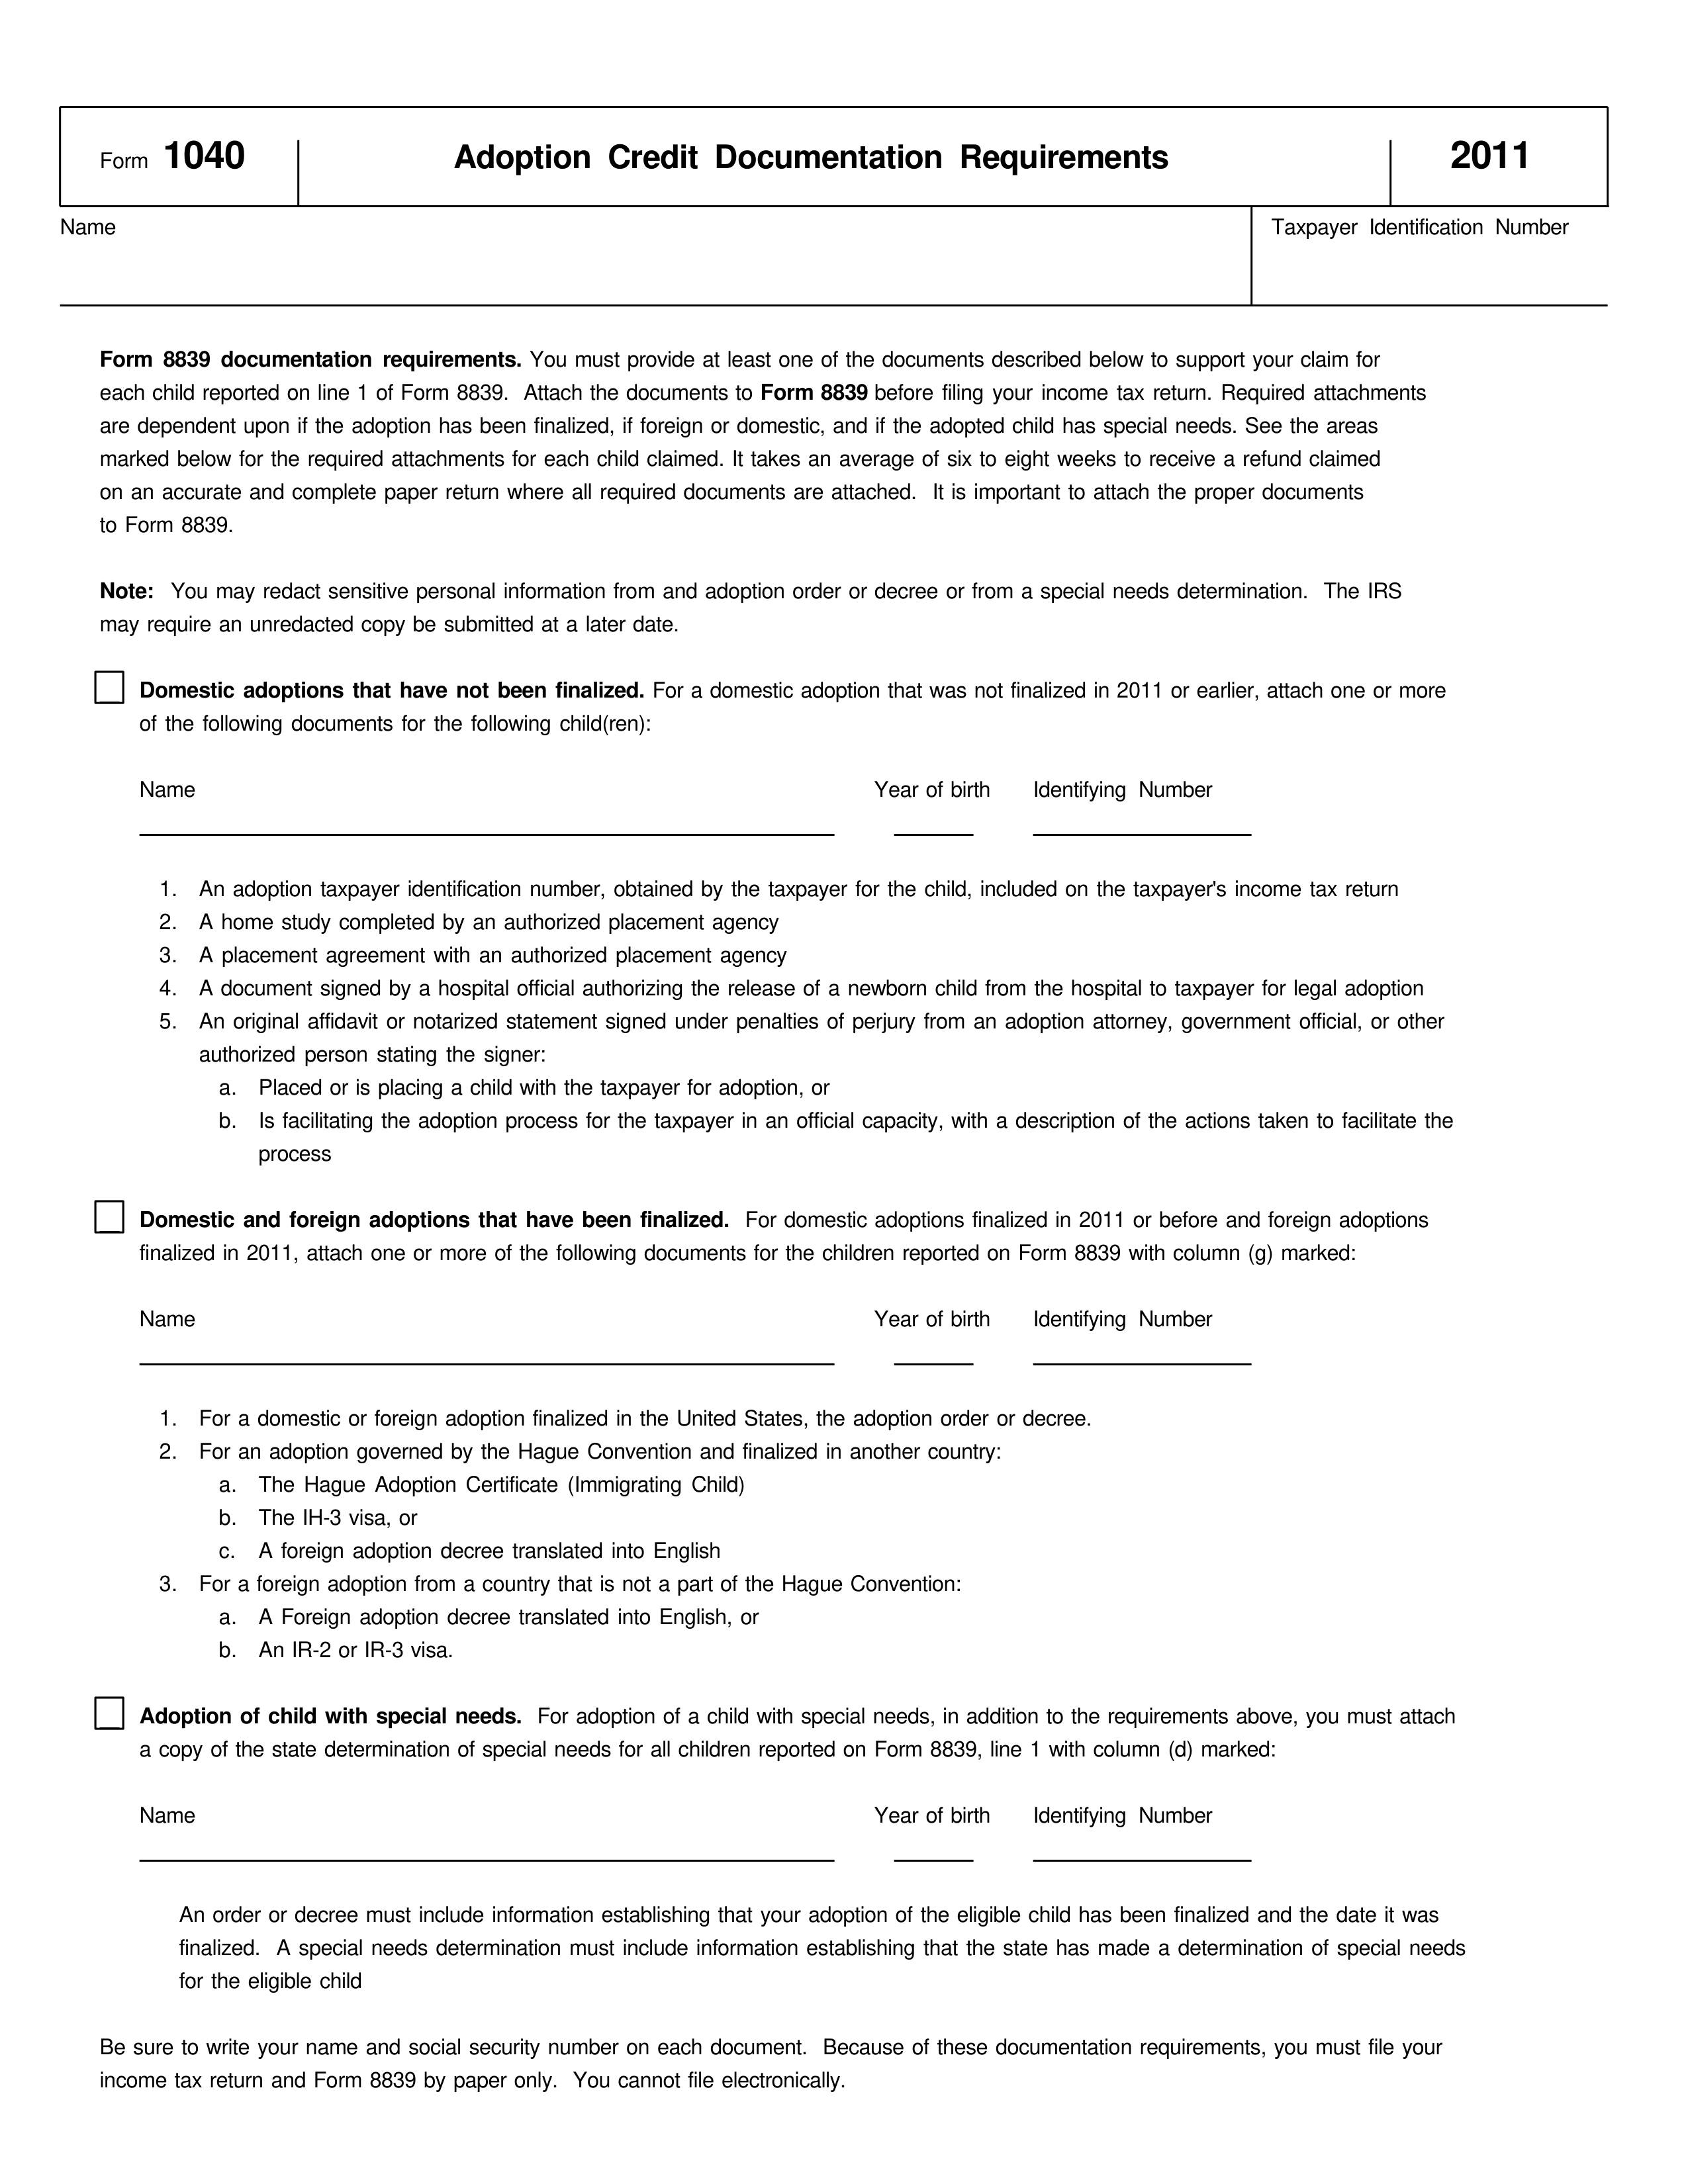 Form 1040 Adoption Credit Documentation Requirements 2011
Name Taxpayer Identification Number
Form 8839 documentation requirements. You must provide at least one of the documents described below to support your claim for
each child reported on line 1 of Form 8839. Attach the documents to Form 8839 before filing your income tax return. Required attachments
are dependent upon if the adoption has been finalized, if foreign or domestic, and if the adopted child has special needs. See the areas
marked below for the required attachments for each child claimed. It takes an average of six to eight weeks to receive a refund claimed
on an accurate and complete paper return where all required documents are attached. It is important to attach the proper documents
to Form 8839.
Note: You may redact sensitive personal information from and adoption order or decree or from a special needs determination. The IRS
may require an unredacted copy be submitted at a later date.
Domestic adoptions that have not been finalized. For a domestic adoption that was not finalized in 2011 or earlier, attach one or more
of the following documents for the following child(ren):
Name Year of birth Identifying Number
1. An adoption taxpayer identification number, obtained by the taxpayer for the child, included on the taxpayer's income tax return
2. A home study completed by an authorized placement agency
3. A placement agreement with an authorized placement agency
4. A document signed by a hospital official authorizing the release of a newborn child from the hospital to taxpayer for legal adoption
5. An original affidavit or notarized statement signed under penalties of perjury from an adoption attorney, government official, or other
authorized person stating the signer:
a. Placed or is placing a child with the taxpayer for adoption, or
b. Is facilitating the adoption process for the taxpayer in an official capacity, with a description of the actions taken to facilitate the
process
Domestic and foreign adoptions that have been finalized. For domestic adoptions finalized in 2011 or before and foreign adoptions
finalized in 2011, attach one or more of the following documents for the children reported on Form 8839 with column (g) marked:
Name Year of birth Identifying Number
1. For a domestic or foreign adoption finalized in the United States, the adoption order or decree.
2. For an adoption governed by the Hague Convention and finalized in another country:
a. The Hague Adoption Certificate (Immigrating Child)
b. The IH-3 visa, or
c. A foreign adoption decree translated into English
3. For a foreign adoption from a country that is not a part of the Hague Convention:
a. A Foreign adoption decree translated into English, or
b. An IR-2 or IR-3 visa.
Adoption of child with special needs. For adoption of a child with special needs, in addition to the requirements above, you must attach
a copy of the state determination of special needs for all children reported on Form 8839, line 1 with column (d) marked:
Name Year of birth Identifying Number
An order or decree must include information establishing that your adoption of the eligible child has been finalized and the date it was
finalized. A special needs determination must include information establishing that the state has made a determination of special needs
for the eligible child
Be sure to write your name and social security number on each document. Because of these documentation requirements, you must file your
income tax return and Form 8839 by paper only. You cannot file electronically.